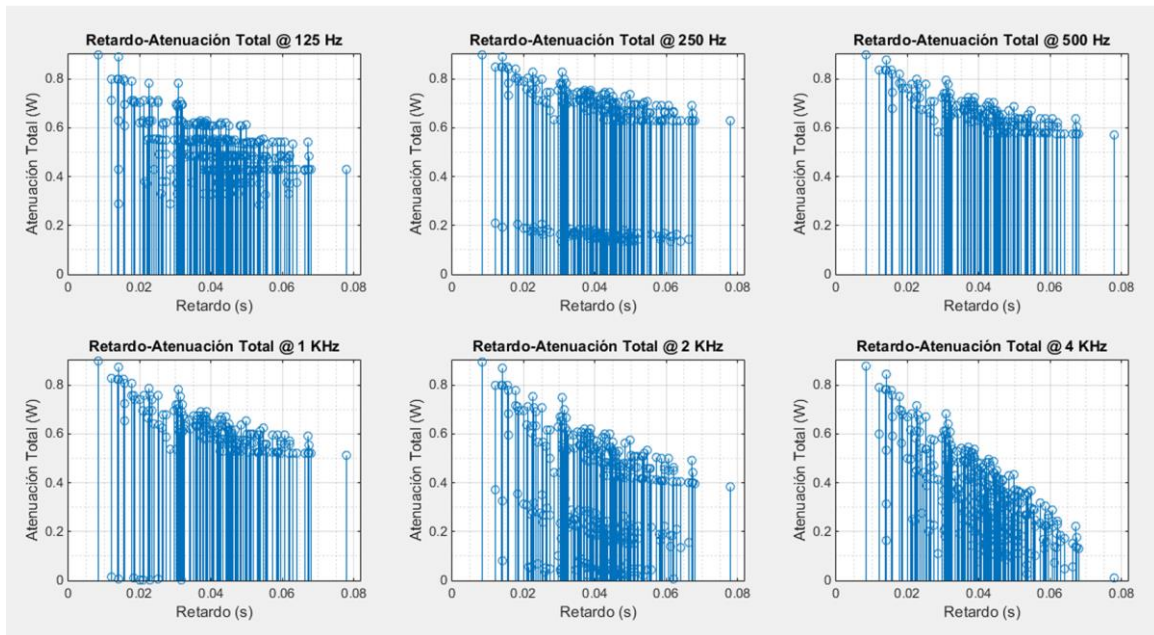 Retardo-Atenuación Total @ 125 Hz
Atenuación Total (W)
0.8
0.6
0.4
0.2
0
0 0.02 0.04 0.06 0.08
Retardo (s)
Retardo-Atenuación Total @ 250 Hz
Atenuación Total (W)
0.8
0.6
0.4
0.2
0
0 0.02 0.04 0.06 0.08
Retardo (s)
Retardo-Atenuación Total @ 500 Hz
Atenuación Total (W)
0.8
0.6
0.4
0.2
0
0 0.02 0.04 0.06 0.08
Retardo (s)
Retardo-Atenuación Total @ 1 KHz
Atenuación Total (W)
0.8
0.6
0.4
0.2
0
0 0.02 0.04 0.06 0.08
Retardo (s)
Retardo-Atenuación Total @ 2 KHz
Atenuación Total (W)
0.8
0.6
0.4
0.2
0
0 0.02 0.04 0.06 0.08
Retardo (s)
Retardo-Atenuación Total @ 4 KHz
Atenuación Total (W)
0.8
0.6
0.4
0.2
0
0 0.02 0.04 0.06 0.08
Retardo (s)